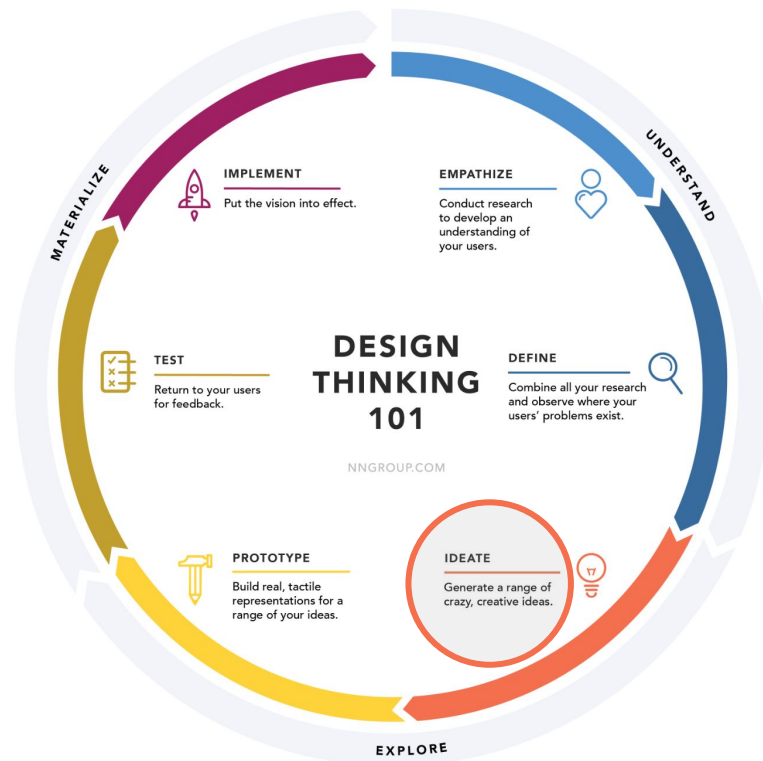 UNDERSTAND
EMPATHIZE
Conduct research
to develop an
understanding of
your users.
DEFINE
Combine all your research
and observe where your
users’ problems exist.
EXPLORE
IDEATE
Generate a range of
crazy, creative ideas.
PROTOTYPE
Build real, tactile
representations for a
range of your ideas.
MATERIALIZE
TEST
Return to your users
for feedback.
IMPLEMENT
Put the vision into effect.
DESIGN
THINKING
101
NNGROUP.COM